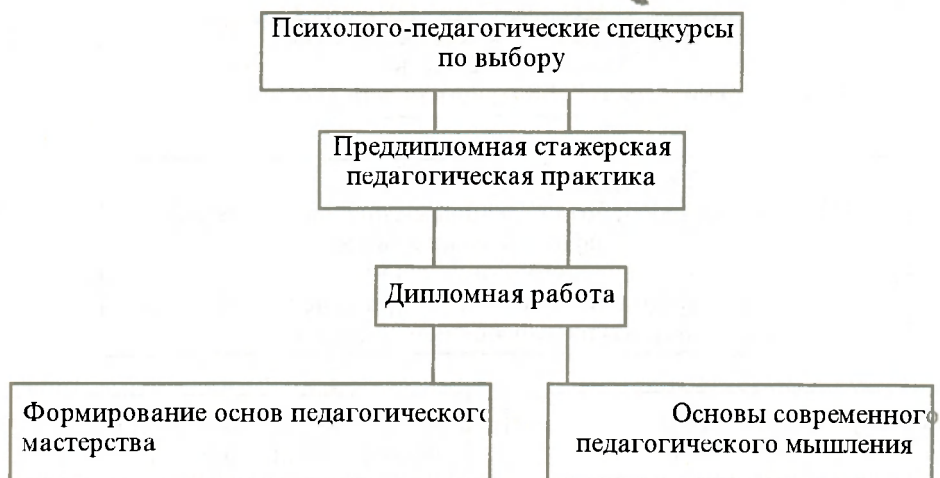 Психолого-педагогические спецкурсы
по выбору
Преддипломная стажерская
педагогическая практика
Дипломная работа
Формирование основ педагогического
мастерства
Основы современного
педагогического мышления